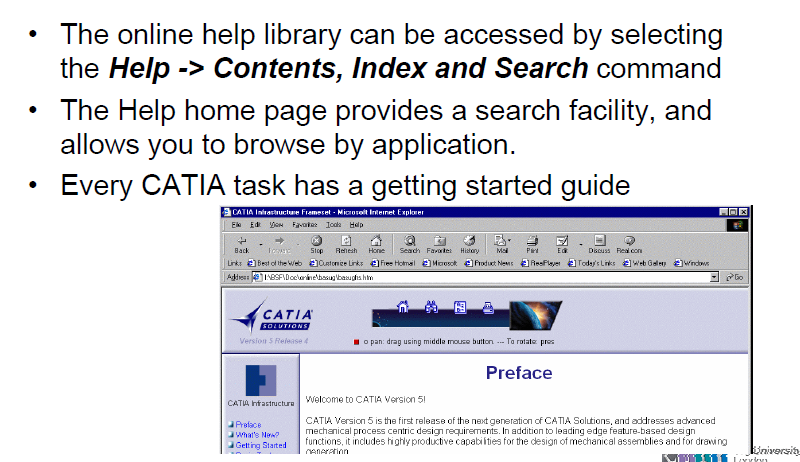 • The online help library can be accessed by selecting
the Help -> Contents, Index and Search command
• The Help home page provides a search facility, and
allows you to browse by application.
• Every CATIA task has a getting started guide
CATIA Infrastructure Frameset - Microsoft Internet Explorer
File Edit View Favorites Tools Help
Back Forward Stop Refresh Home Search Favorites History Mail Print Edit Discuss Real.com
Links Best of the Web Customize Links Free Hotmail Microsoft Product News RealPlayer Today's Links Web Gallery Windows
Address I:\BSF\Doc\online\basug\basughs.htm Go
CATIA
SOLUTIONS
Version 5 Release 4
o pan: drag using middle mouse button. --- To rotate: pres
Preface
CATIA Infrastructure
Welcome to CATIA Version 5!
Preface
What's New?
Getting Started
CATIA Version 5 is the first release of the next generation of CATIA Solutions, and addresses advanced
mechanical process centric design requirements. In addition to leading edge feature-based design
functions, it includes highly productive capabilities for the design of mechanical assemblies and for drawing
generation.
University